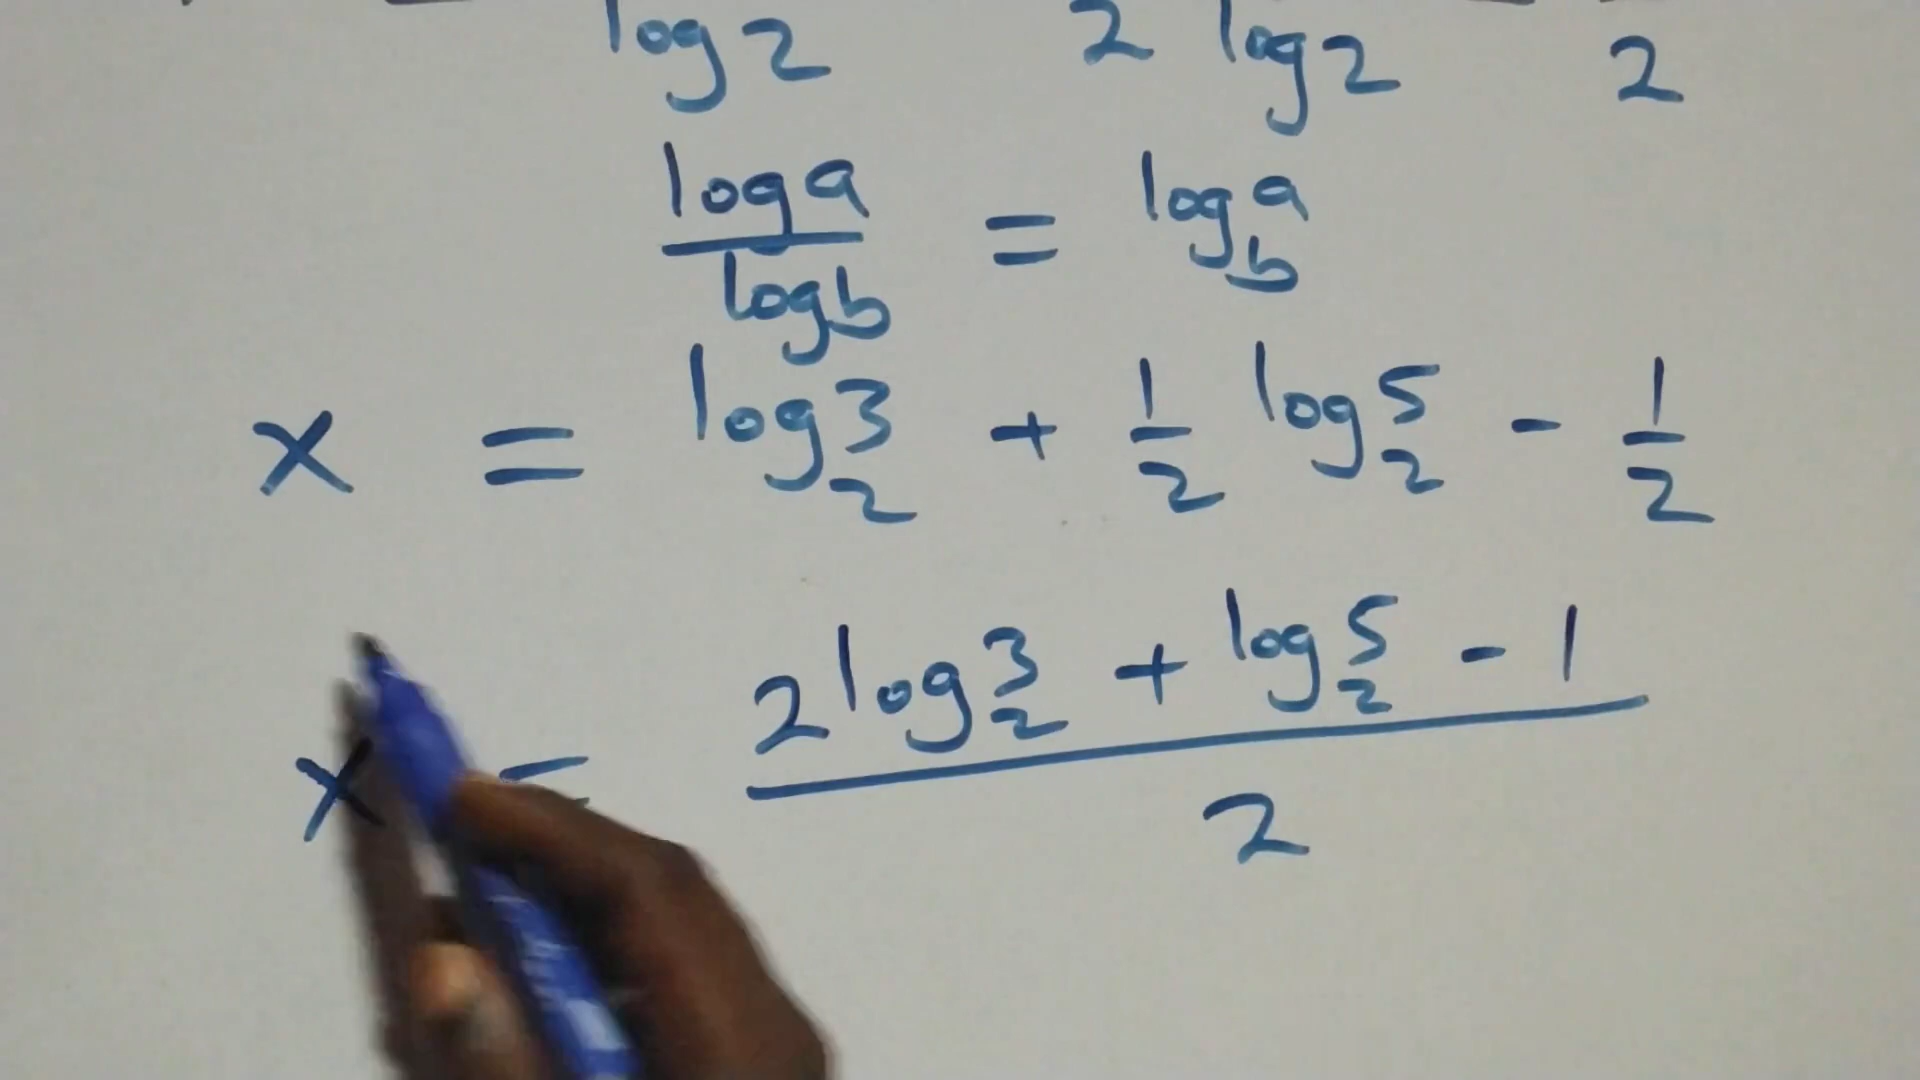 log 2 2 log 2 2
log a / log b = log_b a
x = log_2 3 + 1/2 log_2 5 - 1/2
x = (2 log_2 3 + log_2 5 - 1) / 2